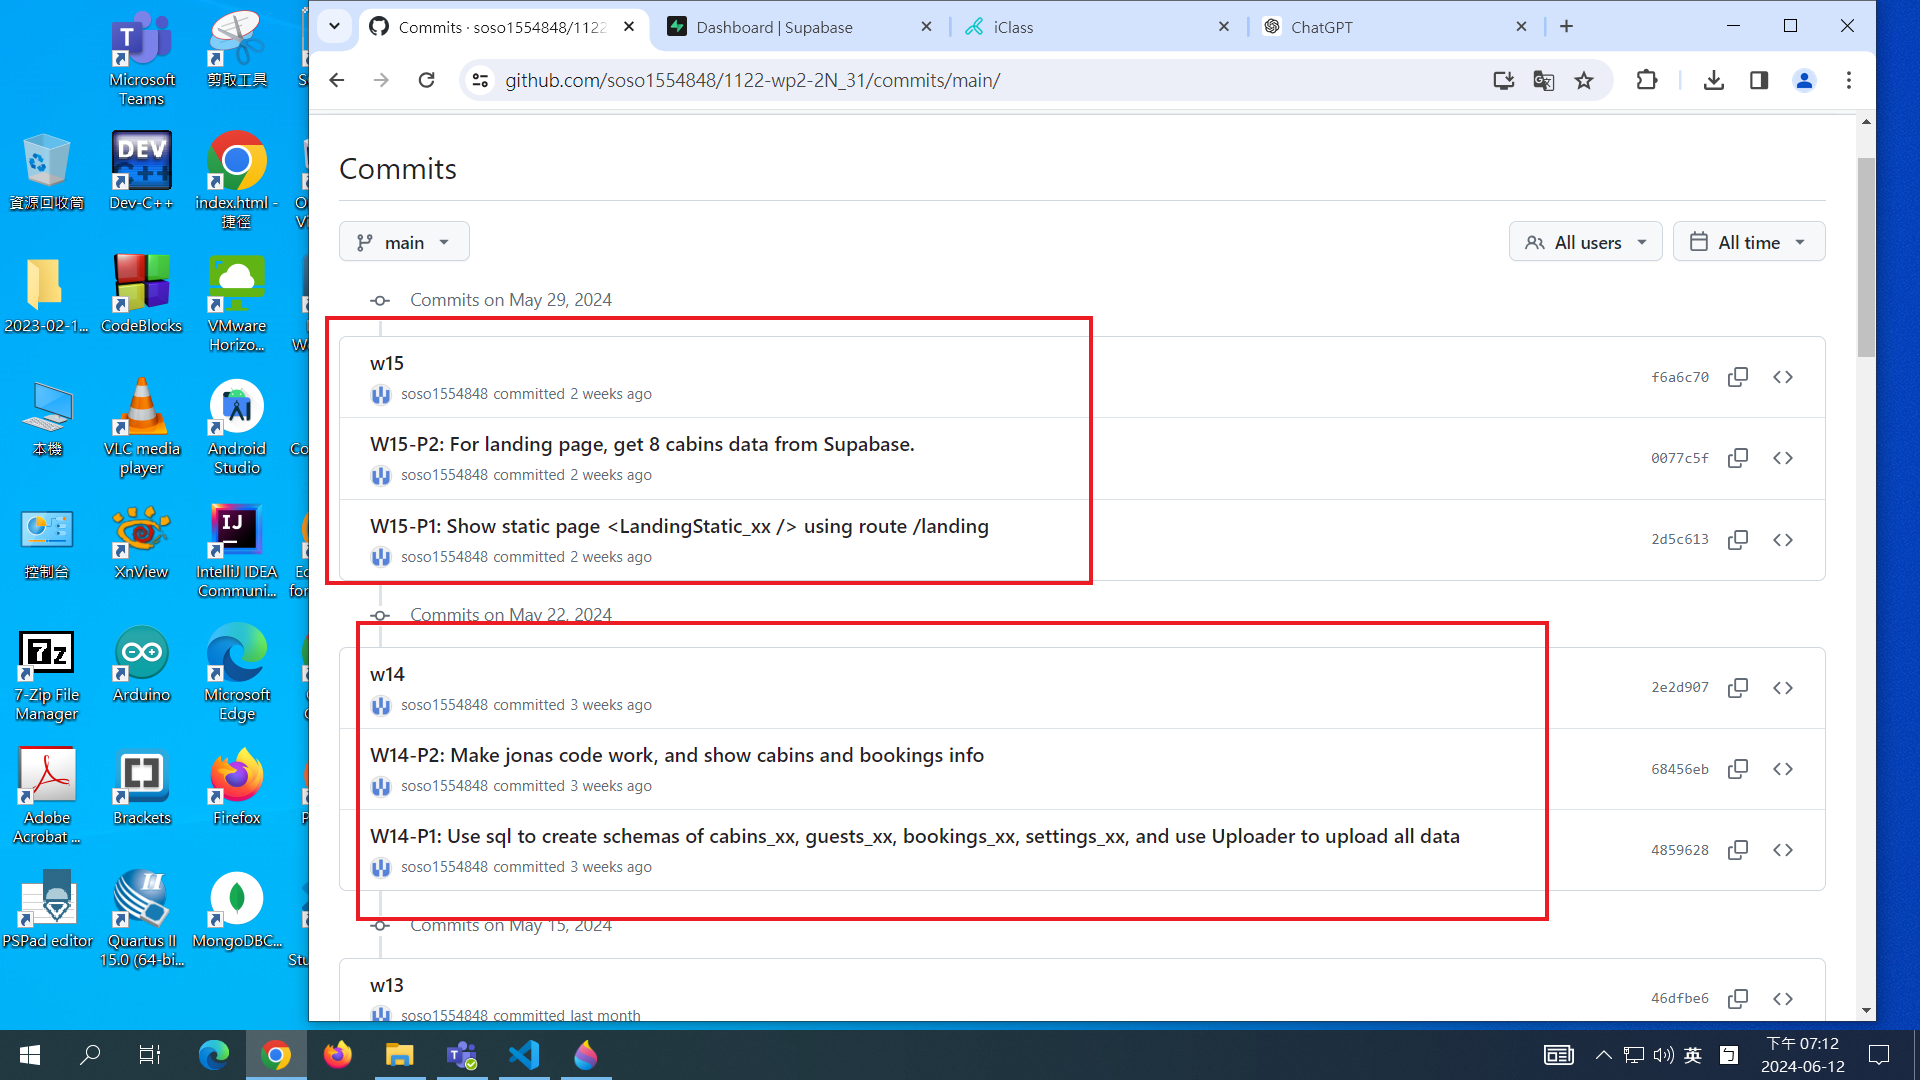 Commits · soso1554848/1122
Dashboard | Supabase
iClass
ChatGPT
github.com/soso1554848/1122-wp2-2N_31/commits/main/
Commits
main
All users
All time
Commits on May 29, 2024
w15
soso1554848 committed 2 weeks ago
f6a6c70
W15-P2: For landing page, get 8 cabins data from Supabase.
soso1554848 committed 2 weeks ago
0077c5f
W15-P1: Show static page <LandingStatic_xx /> using route /landing
soso1554848 committed 2 weeks ago
2d5c613
Commits on May 22, 2024
w14
soso1554848 committed 3 weeks ago
2e2d907
W14-P2: Make jonas code work, and show cabins and bookings info
soso1554848 committed 3 weeks ago
68456eb
W14-P1: Use sql to create schemas of cabins_xx, guests_xx, bookings_xx, settings_xx, and use Uploader to upload all data
soso1554848 committed 3 weeks ago
4859628
Commits on May 15, 2024
w13
soso1554848 committed last month
46dfbe6
Microsoft
Teams
剪取工具
資源回收筒
DEV
C++
Dev-C++
index.html -
捷徑
2023-02-1...
CodeBlocks
VMware
Horizo...
本機
VLC media
player
Android
Studio
控制台
XnView
IJ
IntelliJ IDEA
Communi...
7z
7-Zip File
Manager
Arduino
Microsoft
Edge
Adobe
Acrobat ...
Brackets
Firefox
PSPad editor
II
Quartus II
15.0 (64-bi...
MongoDBC...
英
ㄅ
下午 07:12
2024-06-12